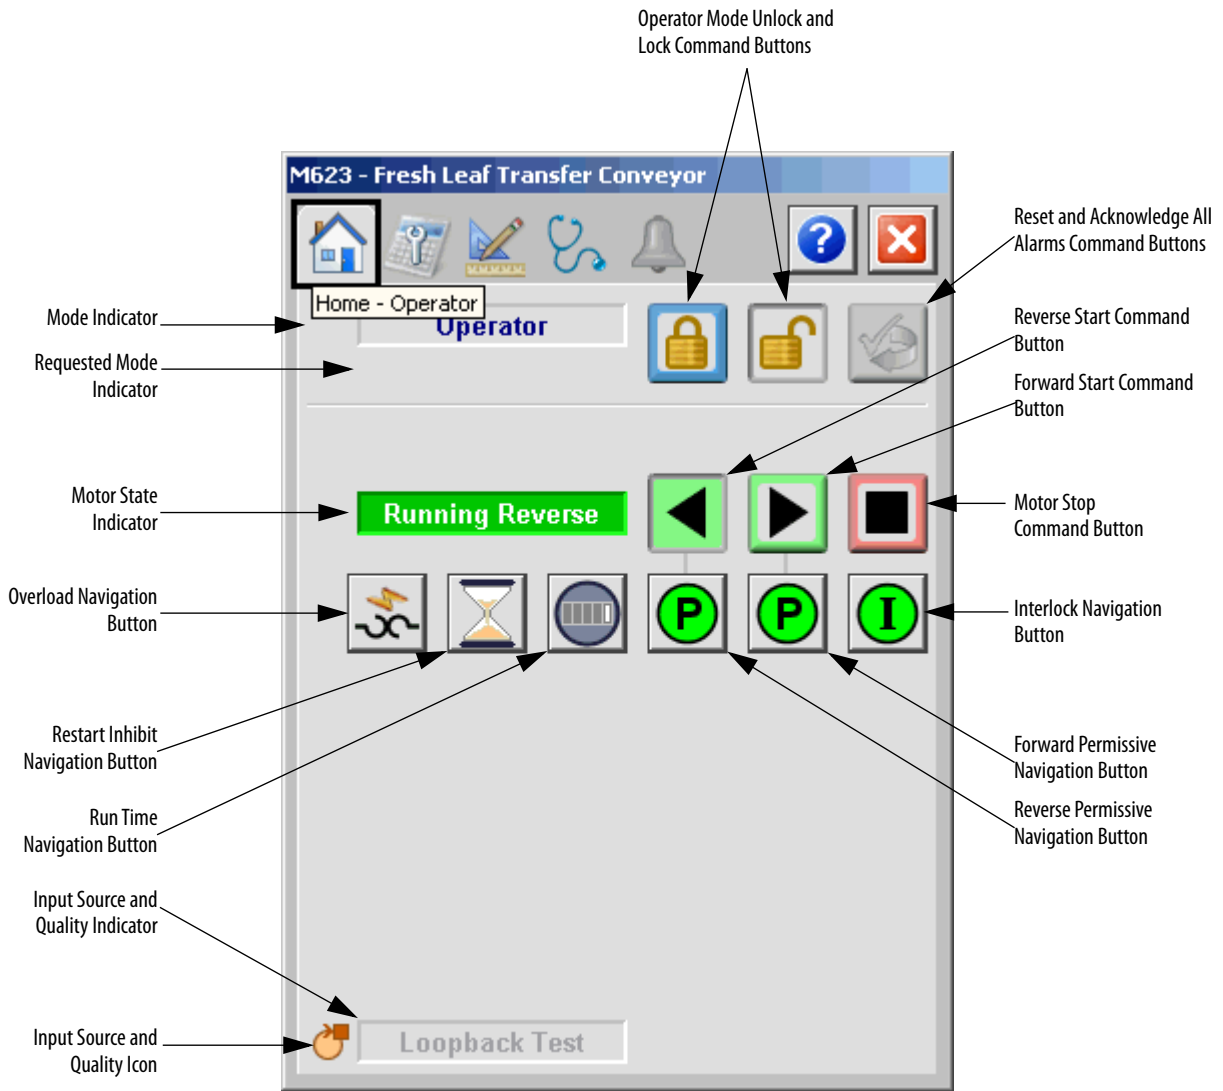 Operator Mode Unlock and
Lock Command Buttons
M623 - Fresh Leaf Transfer Conveyor
?
Reset and Acknowledge All
Alarms Command Buttons
Home - Operator
Mode Indicator
Operator
Reverse Start Command
Button
Requested Mode
Indicator
Forward Start Command
Button
Motor State
Indicator
Running Reverse
Motor Stop
Command Button
Overload Navigation
Button
P
P
I
Interlock Navigation
Button
Restart Inhibit
Navigation Button
Forward Permissive
Navigation Button
Run Time
Navigation Button
Reverse Permissive
Navigation Button
Input Source and
Quality Indicator
Input Source and
Quality Icon
Loopback Test